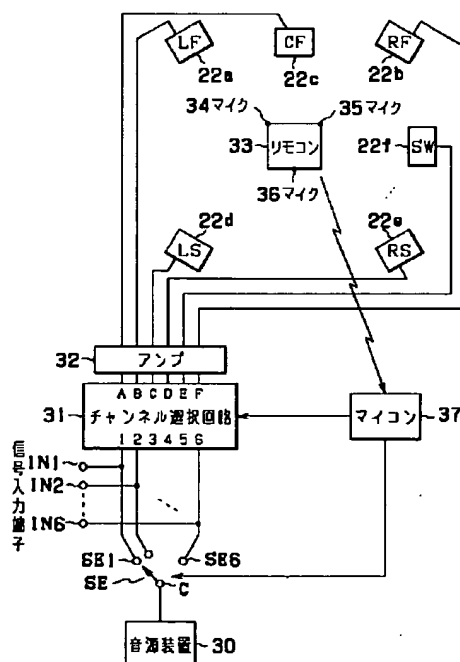 LF
CF
RF
22a
22c
22b
34マイク
35マイク
33
リモコン
22f
SW
36マイク
22d
22e
LS
RS
32
アンプ
A B C D E F
31
チャンネル選択回路
マイコン
37
1 2 3 4 5 6
信号入力端子
IN1
IN2
IN6
SE1
SE6
SE
C
音源装置
30